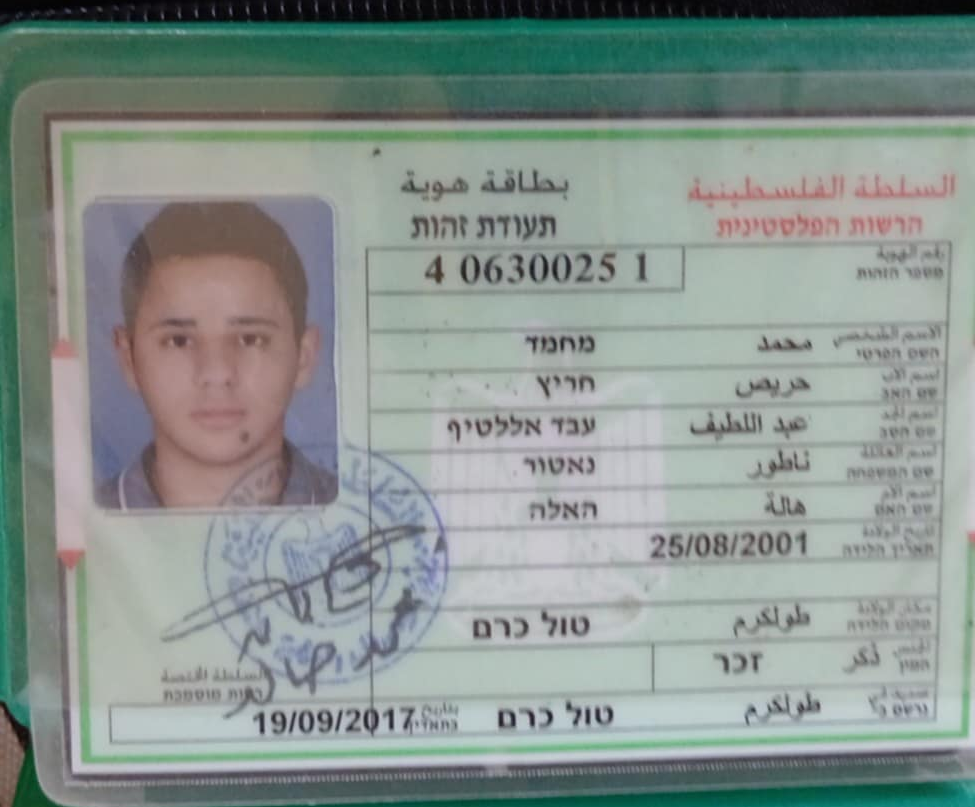 السلطة الفلسطينية بطاقة هوية
הרשות הפלסטינית תעודת זהות
رقم الهوية
מספר הזהות
4 0630025 1
الاسم الشخصي محمد מחמד
השם הפרטי
اسم الأب حريص חריץ
שם האב
اسم الجد عبد اللطيف עבד אללטיף
שם הסב
اسم العائلة ناطور נאטור
שם המשפחה
اسم الأم هالة האלה
שם האם
تاريخ الولادة 25/08/2001
תאריך הלידה
مكان الولادة طولكرم טול כרם
מקום הלידה
الجنس ذكر זכר
המין
السلطة المختصة
רשות מוסמכת
صدرت في طولكرم טול כרם بتاريخ 19/09/2017
נרשם ב בתאריך